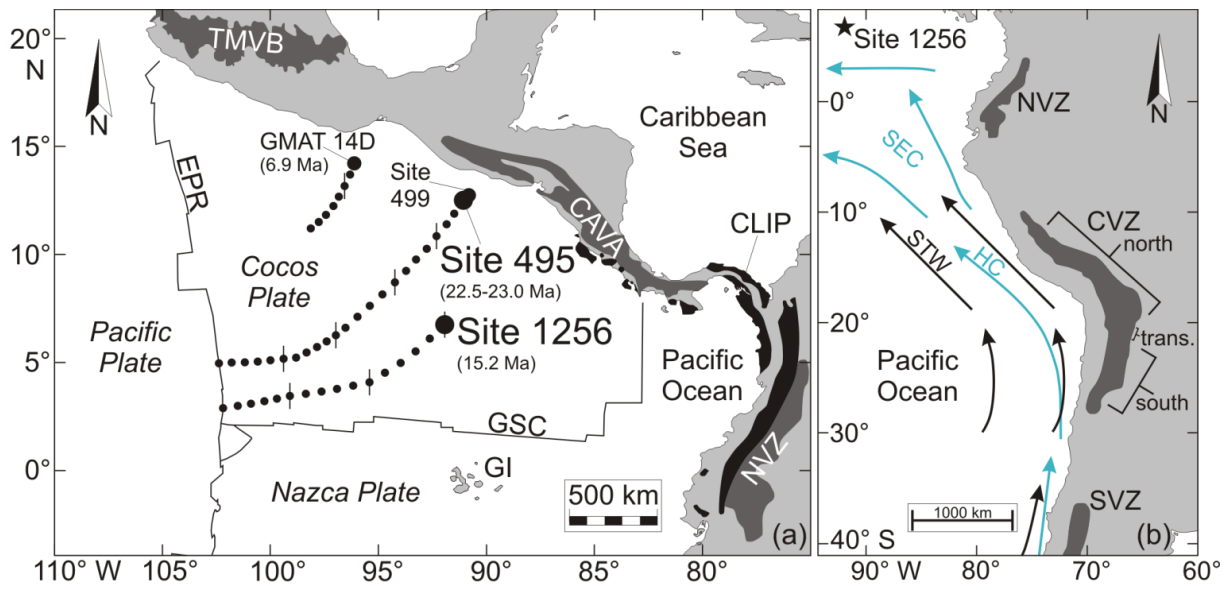 20°
N
15°
10°
5°
0°
110° W
105°
100°
95°
90°
85°
80°
N
TMVB
GMAT 14D
(6.9 Ma)
Site
499
EPR
Cocos
Plate
Pacific
Plate
Site 495
(22.5-23.0 Ma)
Site 1256
(15.2 Ma)
CAVA
Caribbean
Sea
CLIP
Pacific
Ocean
GSC
GI
Nazca Plate
NVZ
500 km
(a)
Site 1256
0°
10°
20°
30°
40° S
90° W
80°
70°
60°
N
NVZ
SEC
STW
HC
CVZ
north
trans.
south
Pacific
Ocean
SVZ
1000 km
(b)